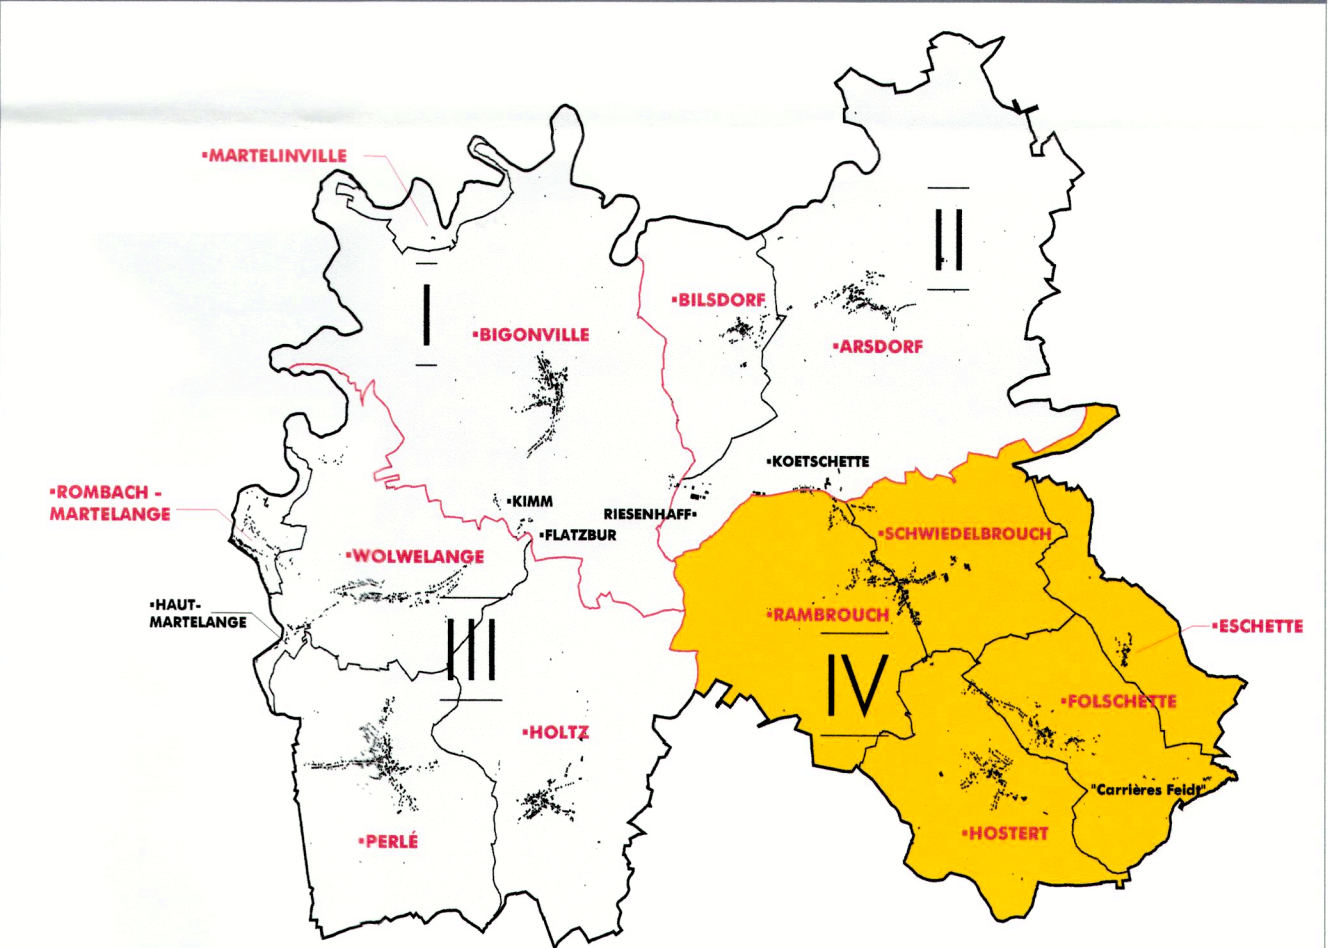 ▪MARTELINVILLE
II
I
▪BILSDORF
▪BIGONVILLE
▪ARSDORF
▪KOETSCHETTE
▪ROMBACH -
MARTELANGE
▪KIMM
RIESENHAFF▪
▪FLATZBUR
▪SCHWIEDELBROUCH
▪WOLWELANGE
▪HAUT-
MARTELANGE
▪RAMBROUCH
▪ESCHETTE
III
IV
▪FOLSCHETTE
▪HOLTZ
"Carrières Feidt"
▪PERLÉ
▪HOSTERT